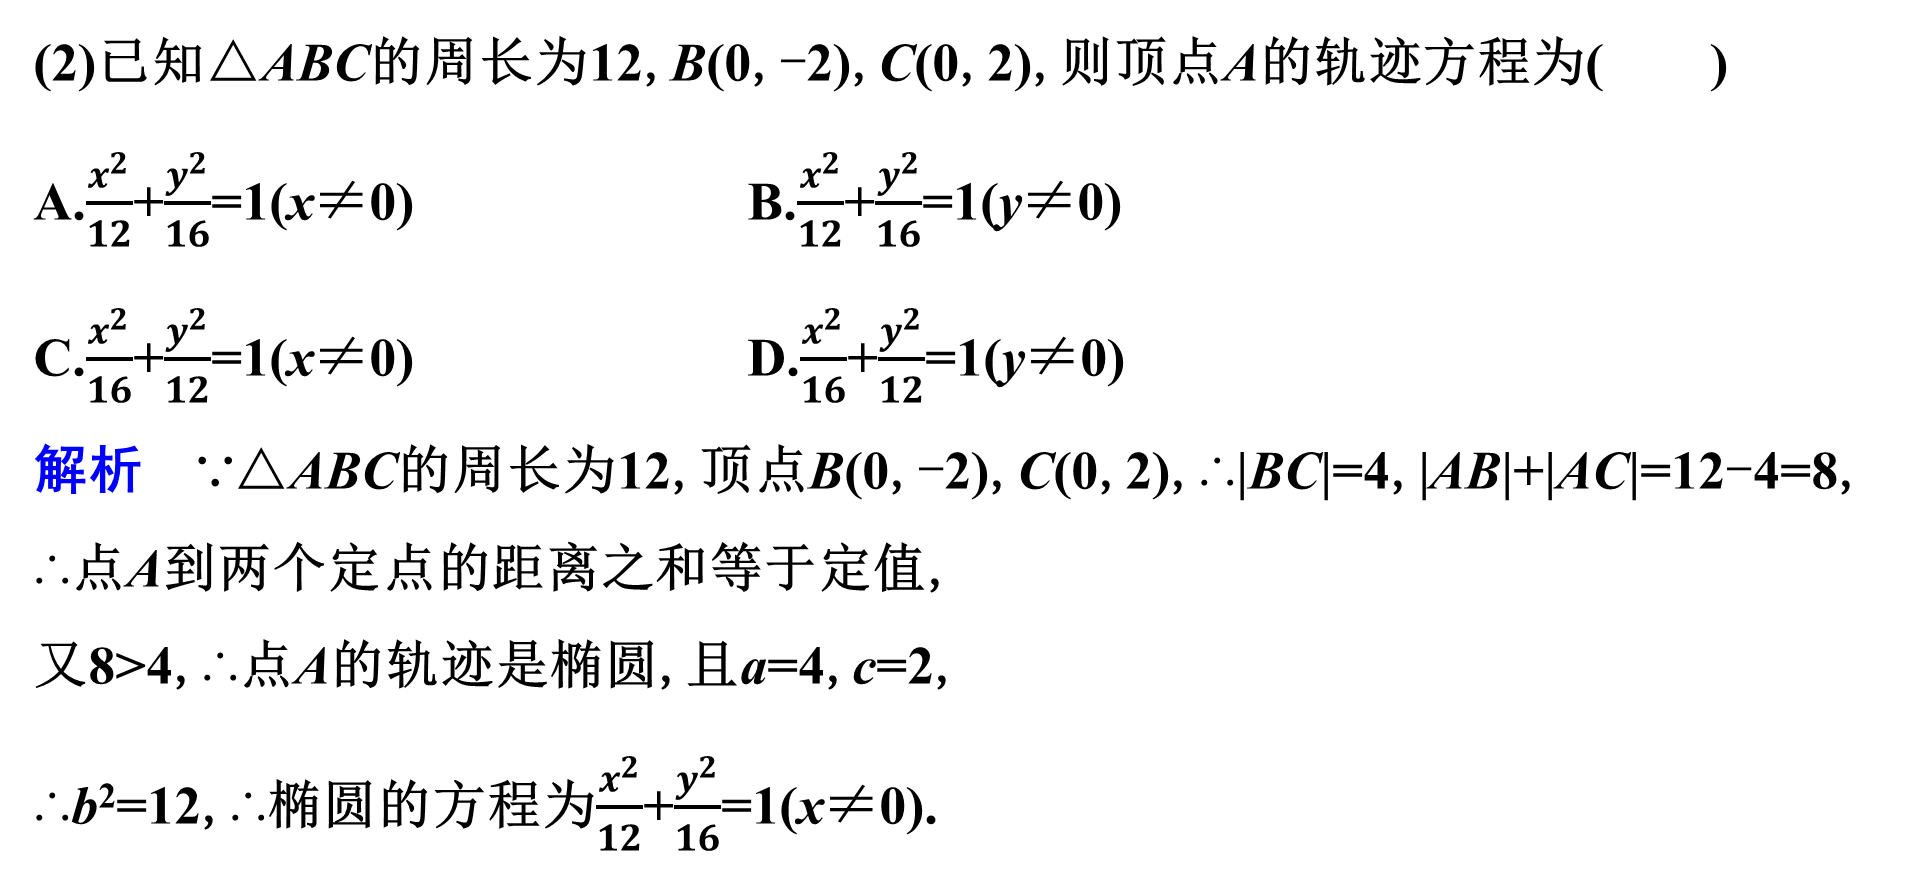 (2)已知△ABC的周长为12, B(0, −2), C(0, 2), 则顶点A的轨迹方程为(　　)
A.x²/12+y²/16=1(x≠0)　　B.x²/12+y²/16=1(y≠0)
C.x²/16+y²/12=1(x≠0)　　D.x²/16+y²/12=1(y≠0)
解析　∵△ABC的周长为12, 顶点B(0, −2), C(0, 2), ∴|BC|=4, |AB|+|AC|=12−4=8,
∴点A到两个定点的距离之和等于定值,
又8>4, ∴点A的轨迹是椭圆, 且a=4, c=2,
∴b²=12, ∴椭圆的方程为x²/12+y²/16=1(x≠0).